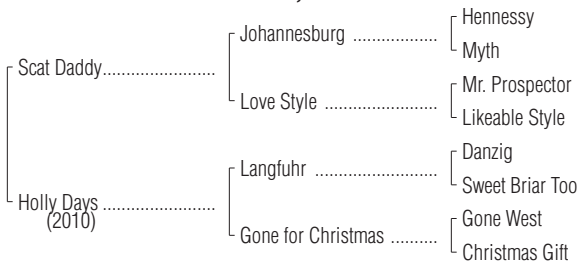 Hennessy
Johannesburg ..................
Myth
Scat Daddy........................
Mr. Prospector
Love Style ........................
Likeable Style
Danzig
Langfuhr ..........................
Sweet Briar Too
Holly Days ........................
(2010)
Gone West
Gone for Christmas ..........
Christmas Gift